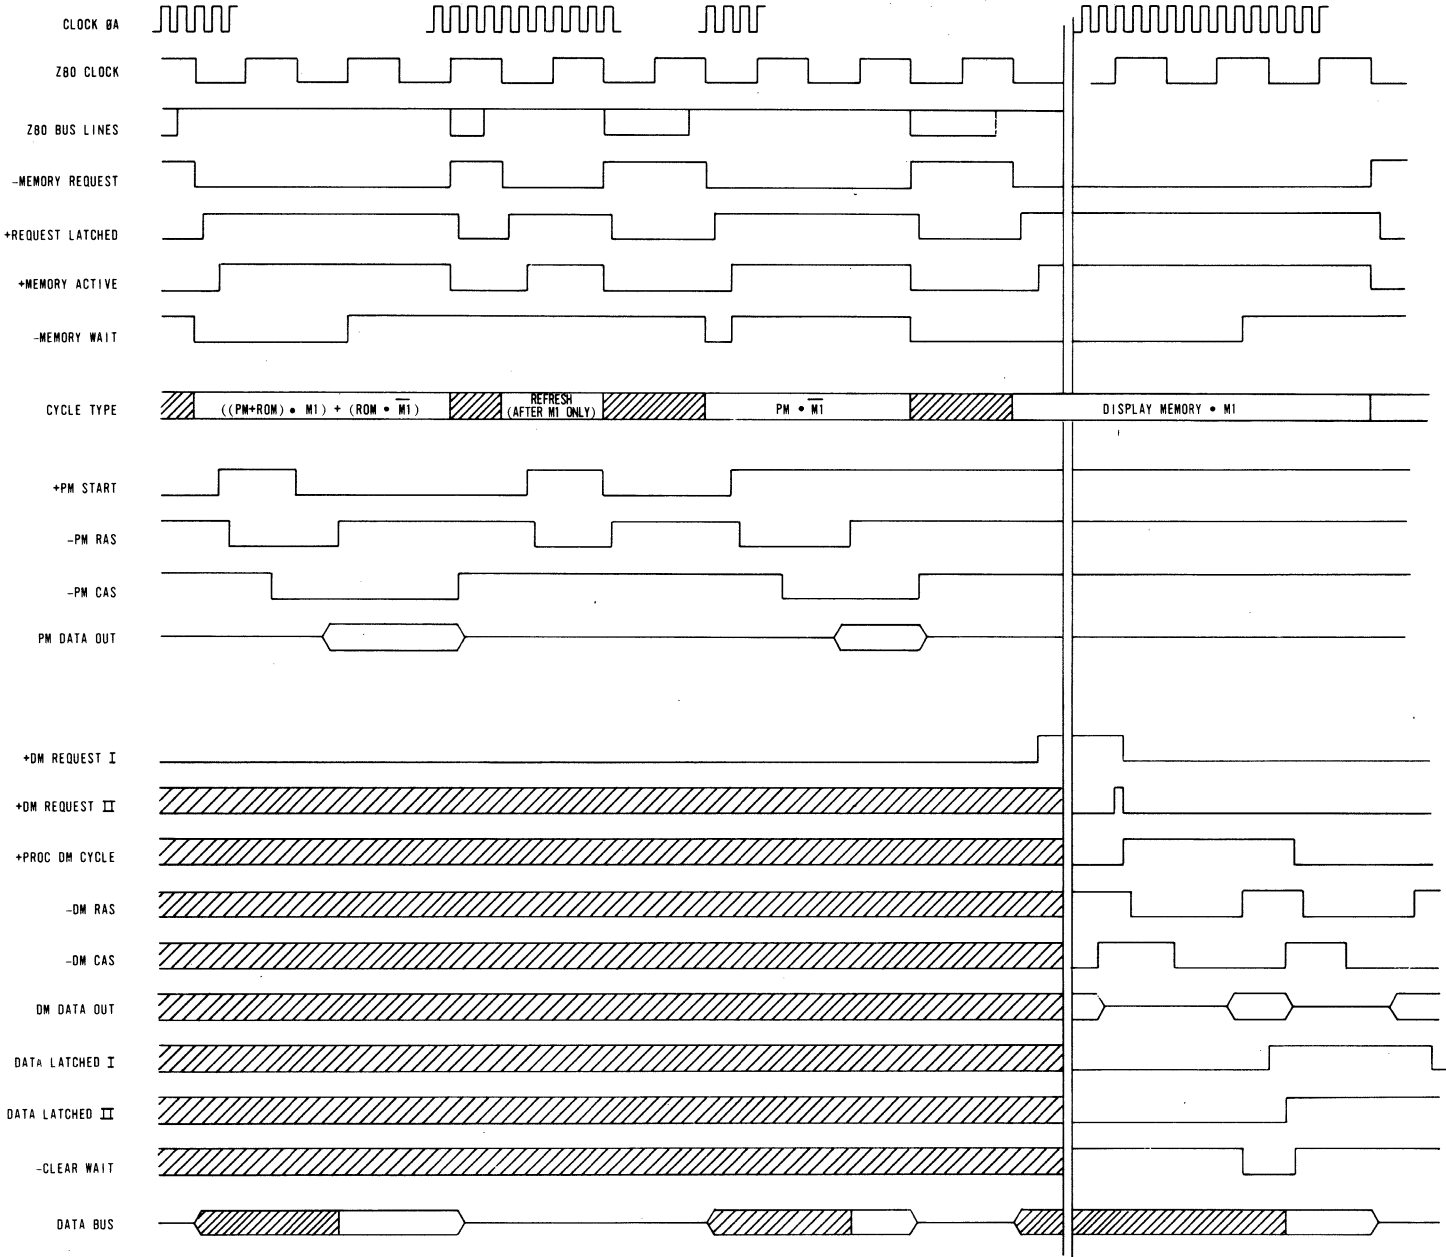 CLOCK ØA
Z80 CLOCK
Z80 BUS LINES
–MEMORY REQUEST
+REQUEST LATCHED
+MEMORY ACTIVE
–MEMORY WAIT
CYCLE TYPE
((PM+ROM) • M1) + (ROM • M̅1̅)
REFRESH
(AFTER M1 ONLY)
PM • M̅1̅
DISPLAY MEMORY • M1
+PM START
–PM RAS
–PM CAS
PM DATA OUT
+DM REQUEST I
+DM REQUEST II
+PROC DM CYCLE
–DM RAS
–DM CAS
DM DATA OUT
DATA LATCHED I
DATA LATCHED II
–CLEAR WAIT
DATA BUS